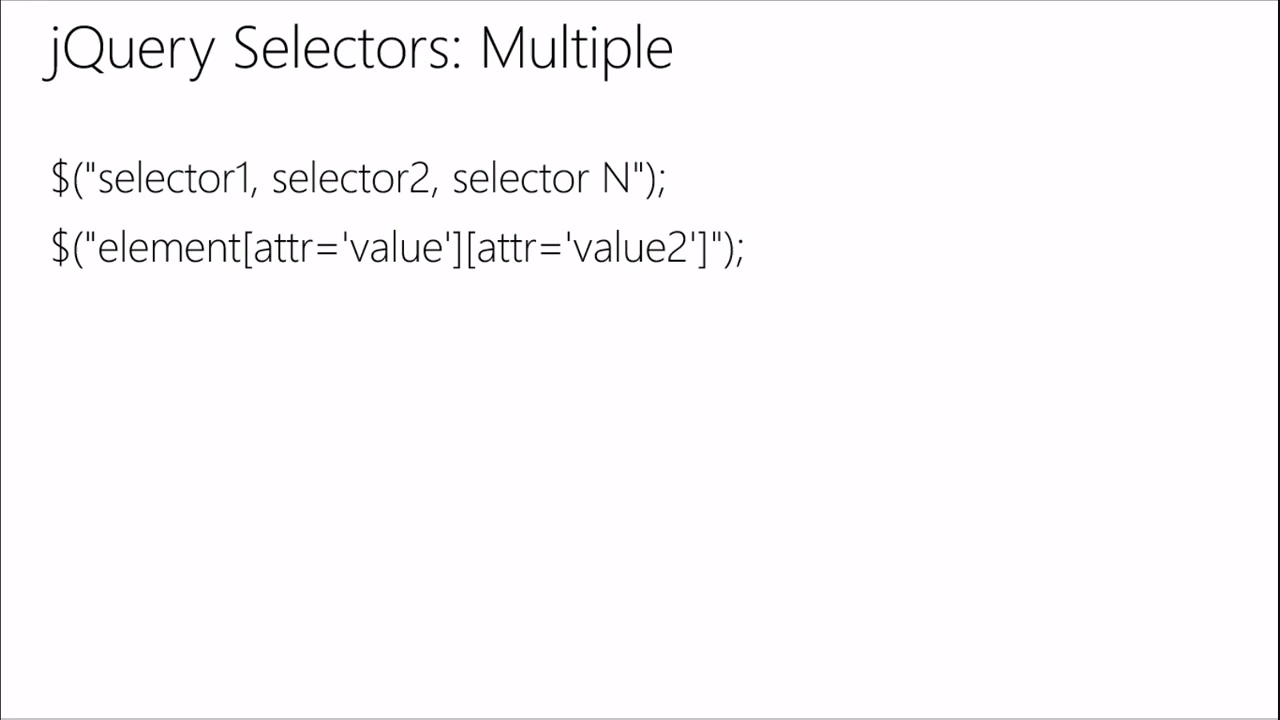 jQuery Selectors: Multiple
$("selector1, selector2, selector N");
$("element[attr='value'][attr='value2']");